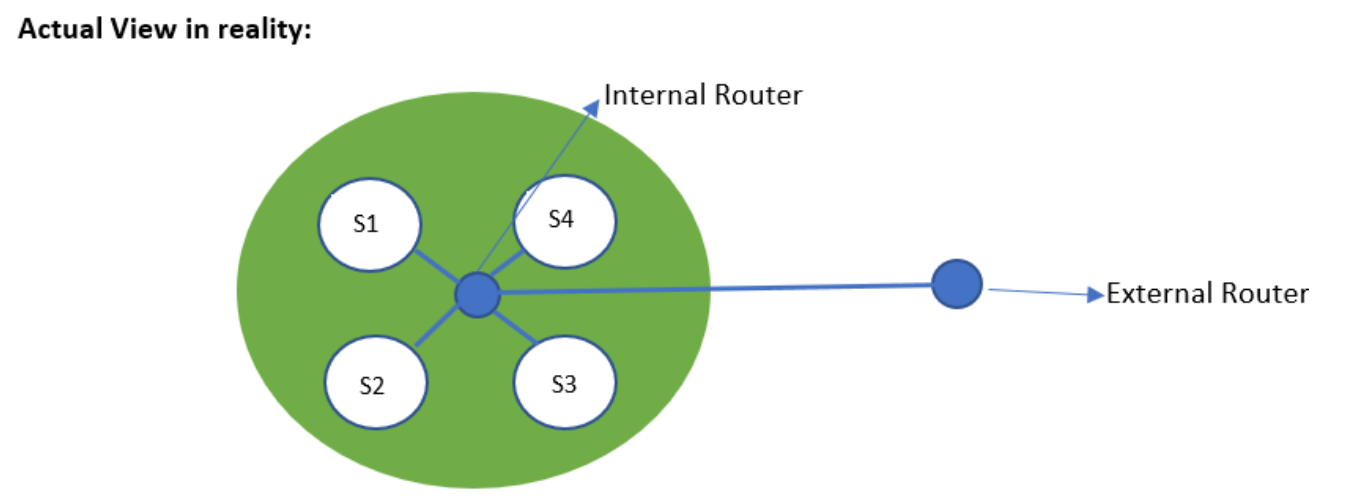 Actual View in reality:
Internal Router
S1
S4
External Router
S2
S3